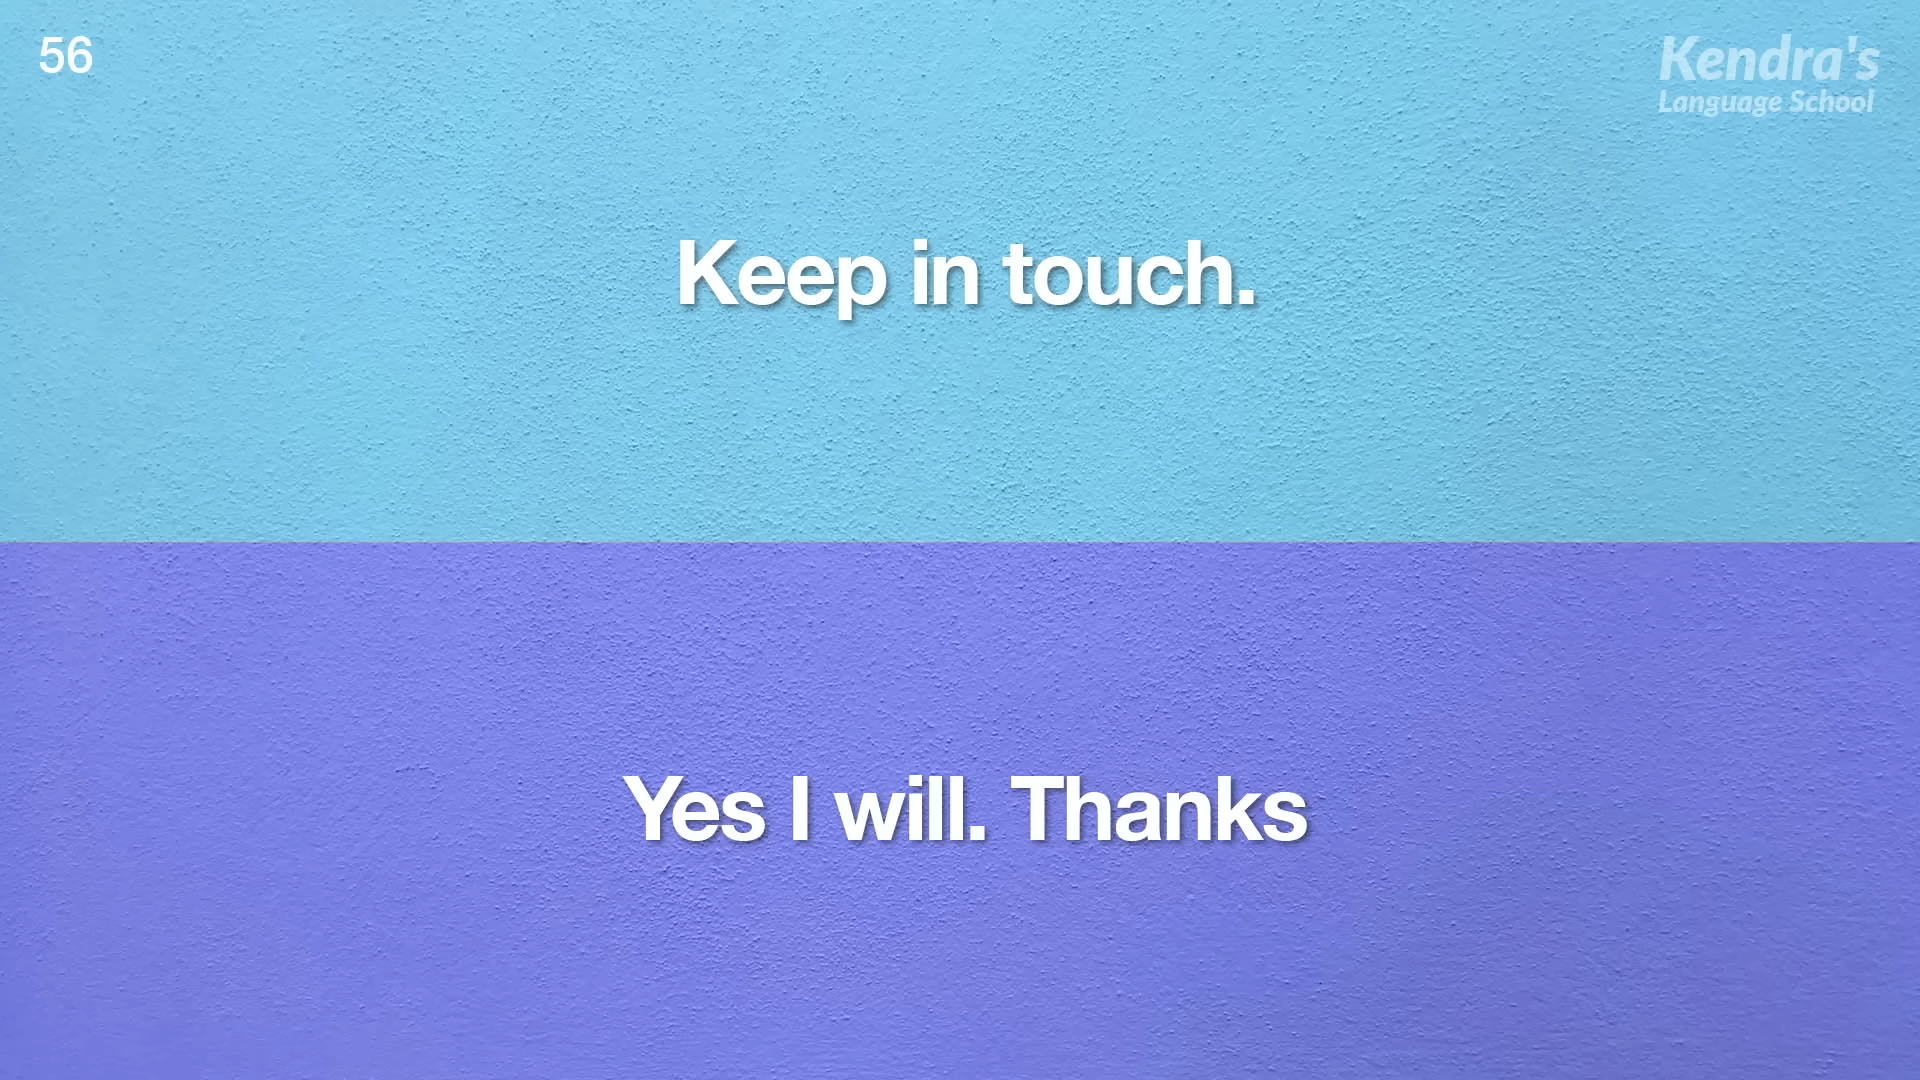 56
Kendra's
Language School
Keep in touch.
Yes I will. Thanks